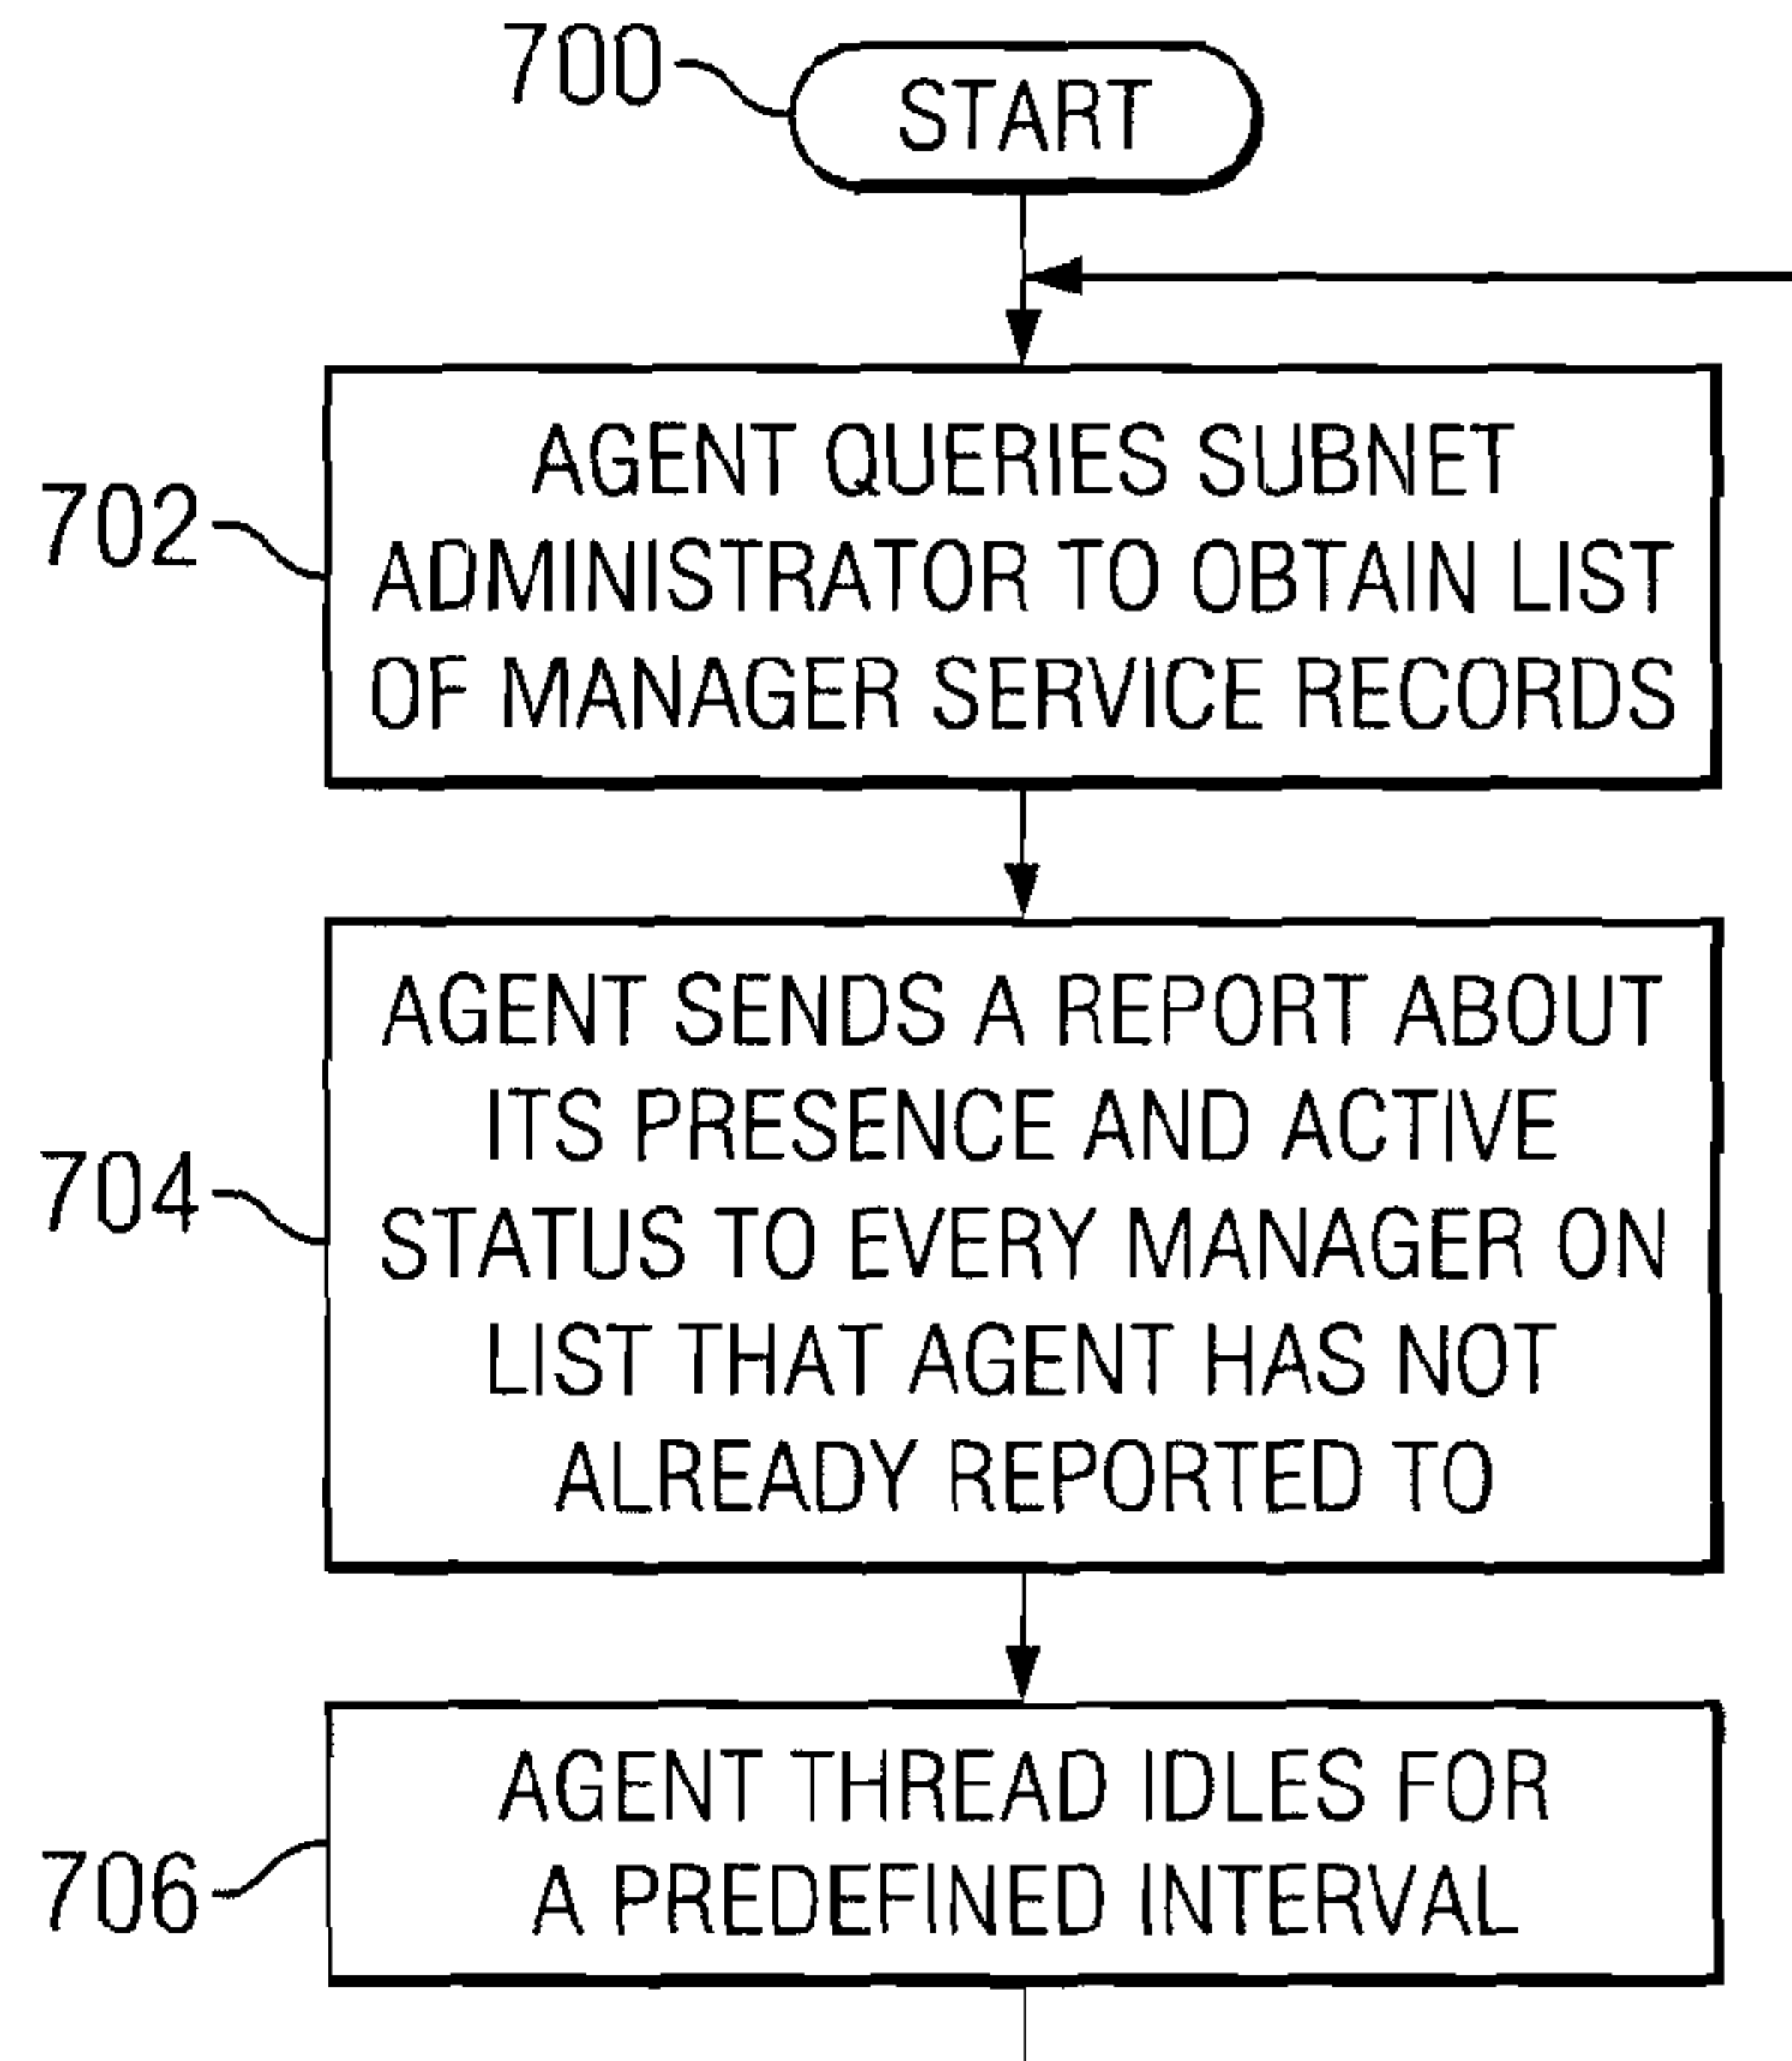 700
START
702
AGENT QUERIES SUBNET
ADMINISTRATOR TO OBTAIN LIST
OF MANAGER SERVICE RECORDS
704
AGENT SENDS A REPORT ABOUT
ITS PRESENCE AND ACTIVE
STATUS TO EVERY MANAGER ON
LIST THAT AGENT HAS NOT
ALREADY REPORTED TO
706
AGENT THREAD IDLES FOR
A PREDEFINED INTERVAL